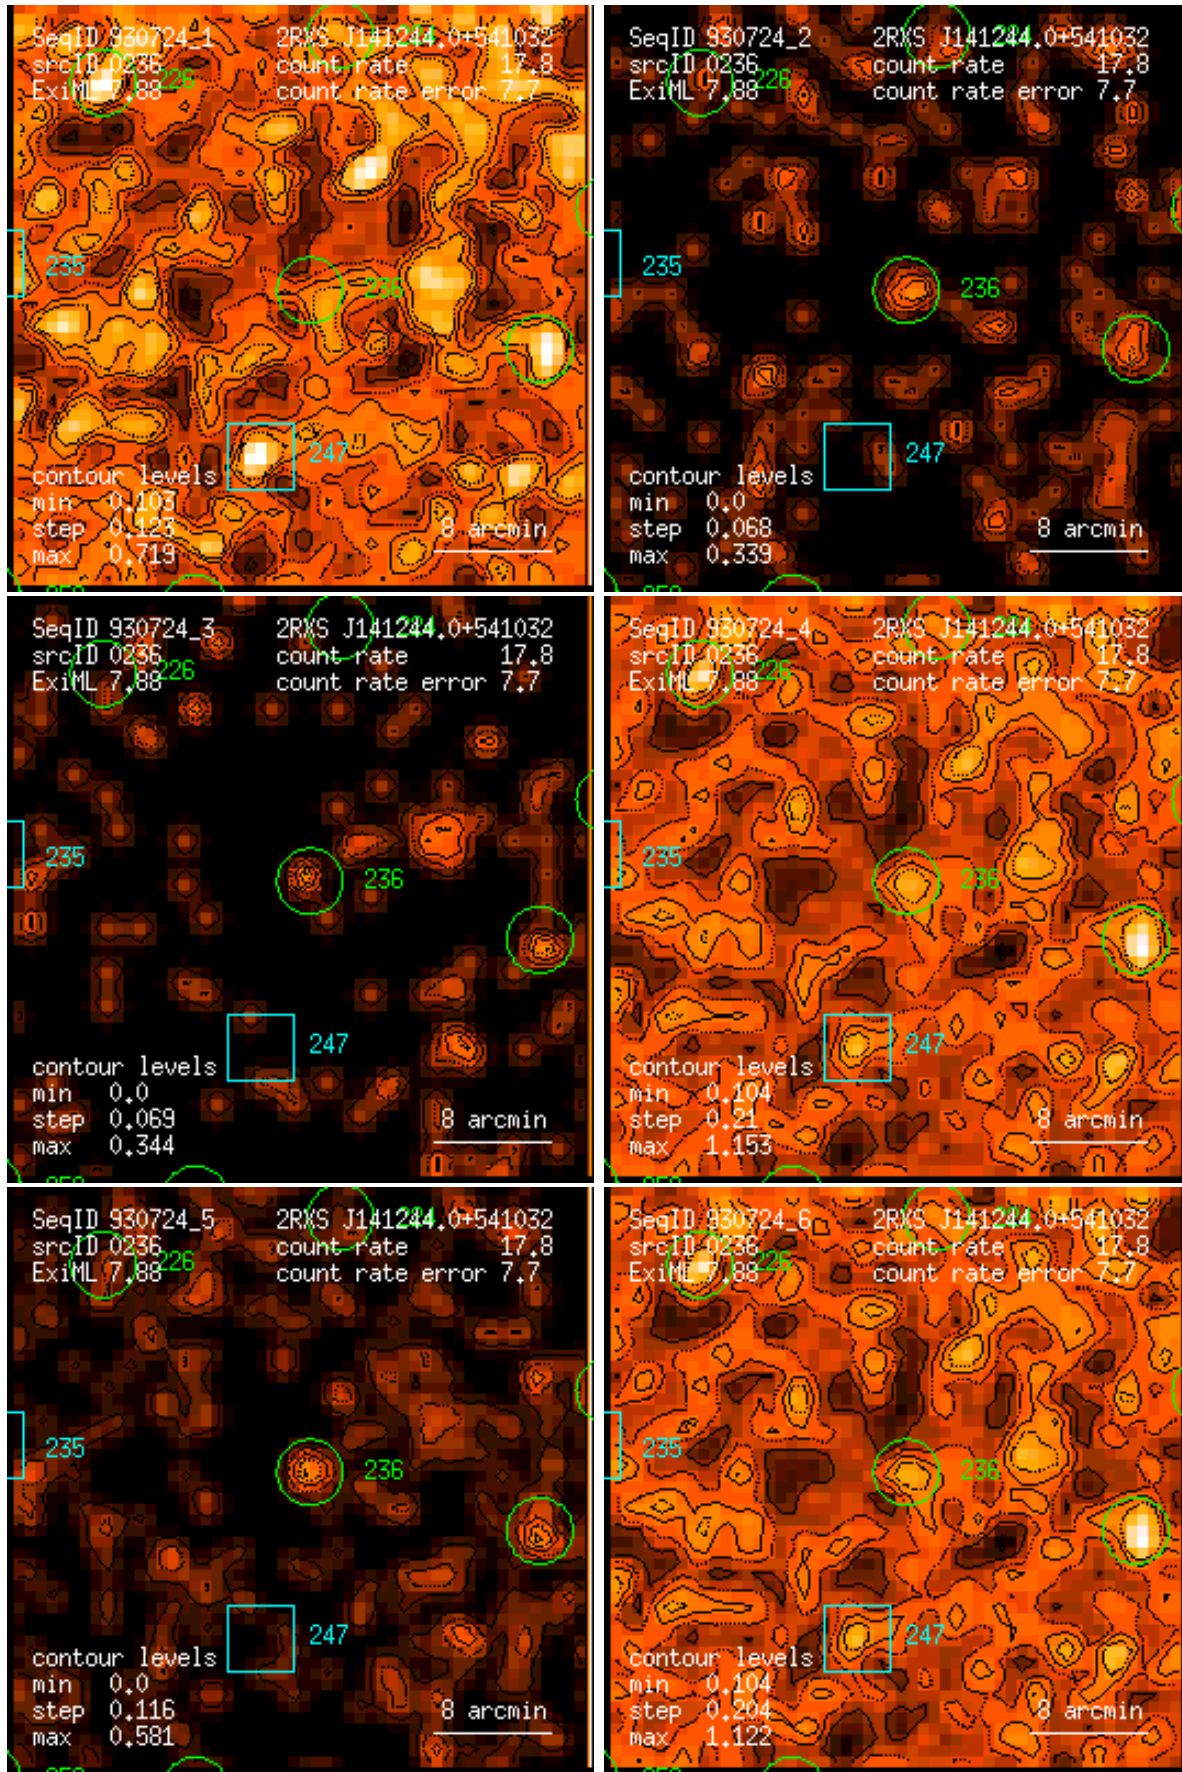 SeqID 930724_1 2RXS J141244.0+541032
srcID 0236 count rate 17.8
ExiML 7.88 count rate error 7.7
226
235
236
247
contour levels
min 0.103
step 0.123
max 0.719
8 arcmin
SeqID 930724_2 2RXS J141244.0+541032
srcID 0236 count rate 17.8
ExiML 7.88 count rate error 7.7
226
235
236
247
contour levels
min 0.0
step 0.068
max 0.339
8 arcmin
SeqID 930724_3 2RXS J141244.0+541032
srcID 0236 count rate 17.8
ExiML 7.88 count rate error 7.7
226
235
236
247
contour levels
min 0.0
step 0.069
max 0.344
8 arcmin
SeqID 930724_4 2RXS J141244.0+541032
srcID 0236 count rate 17.8
ExiML 7.88 count rate error 7.7
226
235
236
247
contour levels
min 0.104
step 0.21
max 1.153
8 arcmin
SeqID 930724_5 2RXS J141244.0+541032
srcID 0236 count rate 17.8
ExiML 7.88 count rate error 7.7
226
235
236
247
contour levels
min 0.0
step 0.116
max 0.581
8 arcmin
SeqID 930724_6 2RXS J141244.0+541032
srcID 0236 count rate 17.8
ExiML 7.88 count rate error 7.7
226
235
236
247
contour levels
min 0.104
step 0.204
max 1.122
8 arcmin